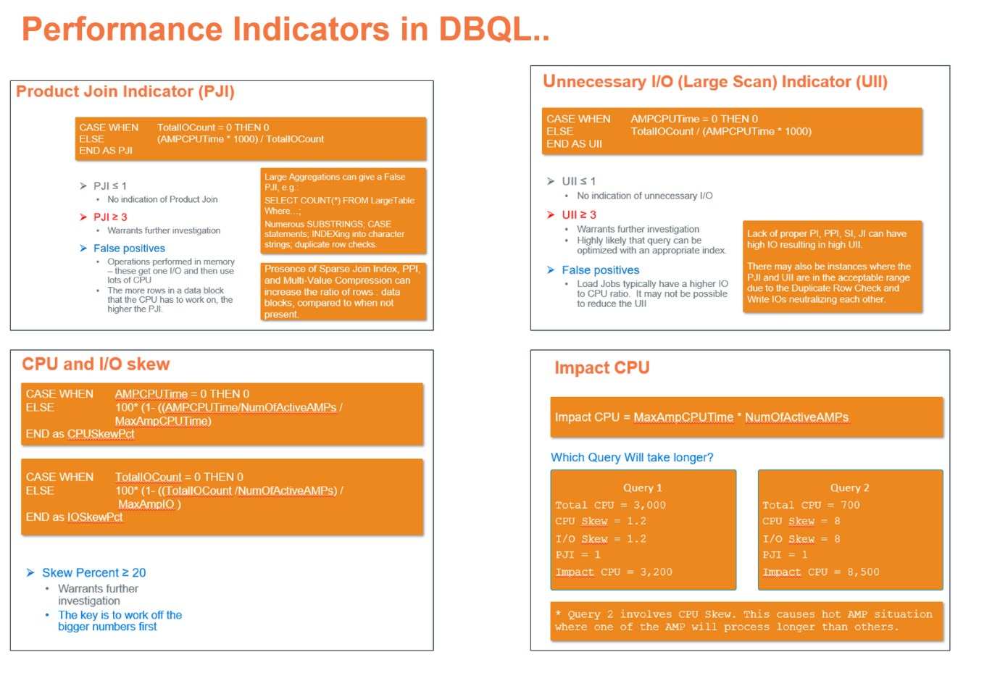 Performance Indicators in DBQL..
Product Join Indicator (PJI)
CASE WHEN TotalIOCount = 0 THEN 0
ELSE (AMPCPUTime * 1000) / TotalIOCount
END AS PJI
➢ PJI ≤ 1
• No indication of Product Join
➢ PJI ≥ 3
• Warrants further investigation
➢ False positives
• Operations performed in memory
– these get one I/O and then use
lots of CPU
• The more rows in a data block
that the CPU has to work on, the
higher the PJI.
Large Aggregations can give a False
PJI, e.g.:
SELECT COUNT(*) FROM LargeTable
Where...;
Numerous SUBSTRINGS; CASE
statements; INDEXing into character
strings; duplicate row checks.
Presence of Sparse Join Index, PPI,
and Multi-Value Compression can
increase the ratio of rows : data
blocks, compared to when not
present.
Unnecessary I/O (Large Scan) Indicator (UII)
CASE WHEN AMPCPUTime = 0 THEN 0
ELSE TotalIOCount / (AMPCPUTime * 1000)
END AS UII
➢ UII ≤ 1
• No indication of unnecessary I/O
➢ UII ≥ 3
• Warrants further investigation
• Highly likely that query can be
optimized with an appropriate index.
➢ False positives
• Load Jobs typically have a higher IO
to CPU ratio. It may not be possible
to reduce the UII
Lack of proper PI, PPI, SI, JI can have
high IO resulting in high UII.
There may also be instances where the
PJI and UII are in the acceptable range
due to the Duplicate Row Check and
Write IOs neutralizing each other.
CPU and I/O skew
CASE WHEN AMPCPUTime = 0 THEN 0
ELSE 100* (1- ((AMPCPUTime/NumOfActiveAMPs /
MaxAmpCPUTime)
END as CPUSkewPct
CASE WHEN TotalIOCount = 0 THEN 0
ELSE 100* (1- ((TotalIOCount /NumOfActiveAMPs) /
MaxAmpIO )
END as IOSkewPct
➢ Skew Percent ≥ 20
• Warrants further
investigation
• The key is to work off the
bigger numbers first
Impact CPU
Impact CPU = MaxAmpCPUTime * NumOfActiveAMPs
Which Query Will take longer?
Query 1
Total CPU = 3,000
CPU Skew = 1.2
I/O Skew = 1.2
PJI = 1
Impact CPU = 3,200
Query 2
Total CPU = 700
CPU Skew = 8
I/O Skew = 8
PJI = 1
Impact CPU = 8,500
* Query 2 involves CPU Skew. This causes hot AMP situation
where one of the AMP will process longer than others.